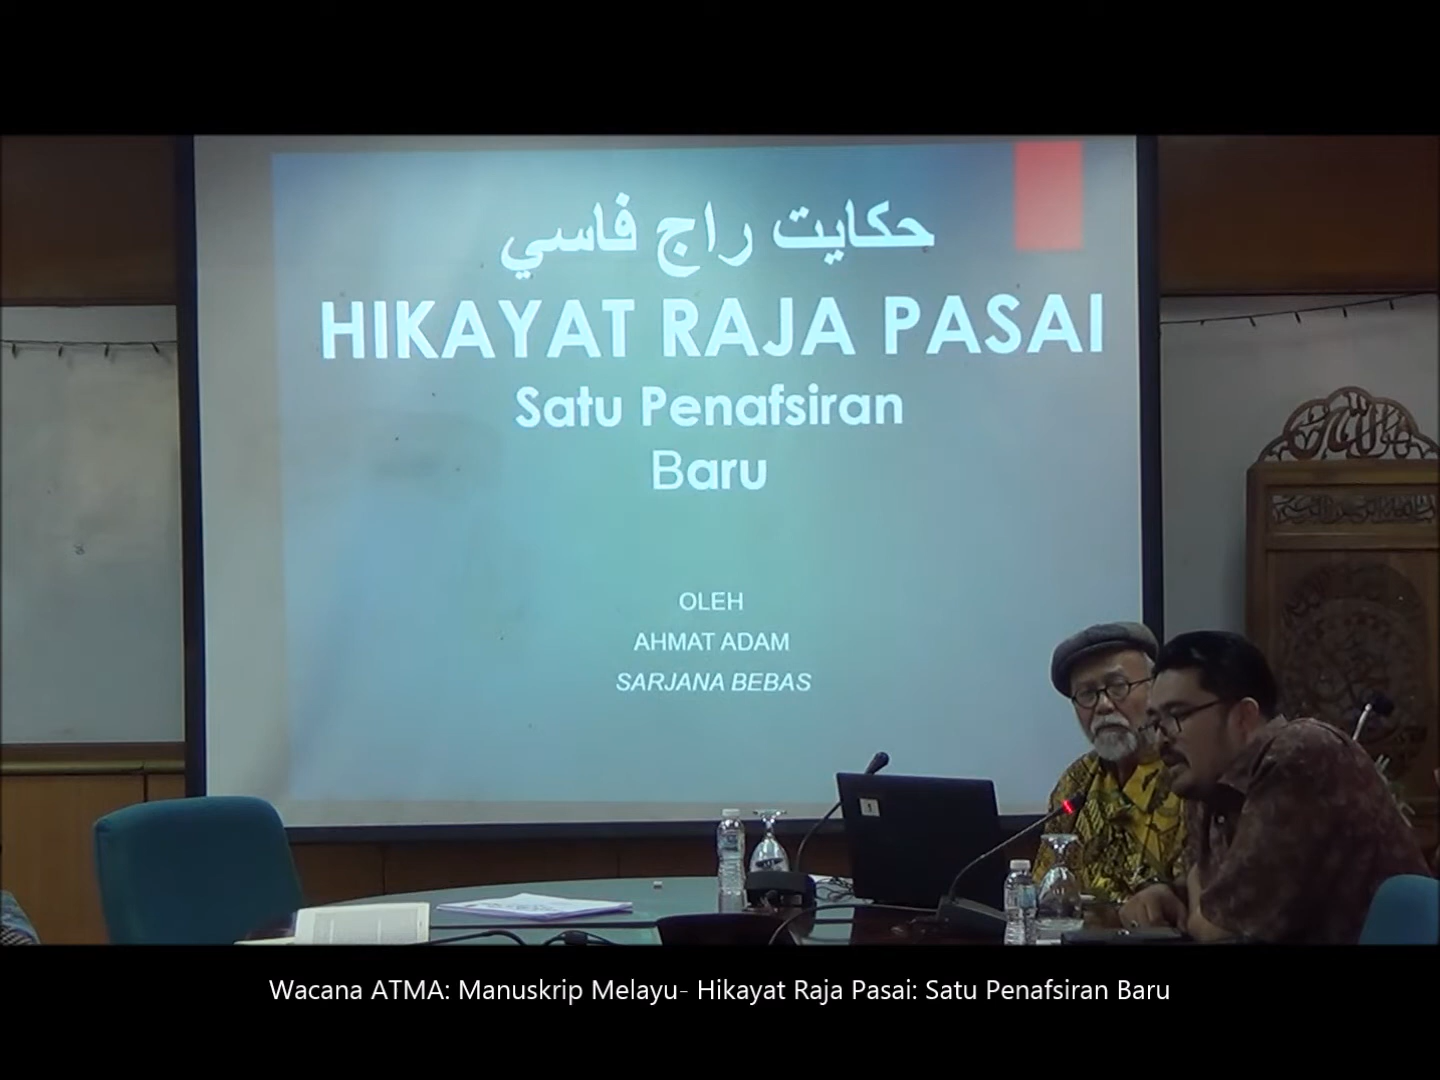 حكايت راج فاسي
HIKAYAT RAJA PASAI
Satu Penafsiran
Baru
OLEH
AHMAT ADAM
SARJANA BEBAS
1
Wacana ATMA: Manuskrip Melayu- Hikayat Raja Pasai: Satu Penafsiran Baru